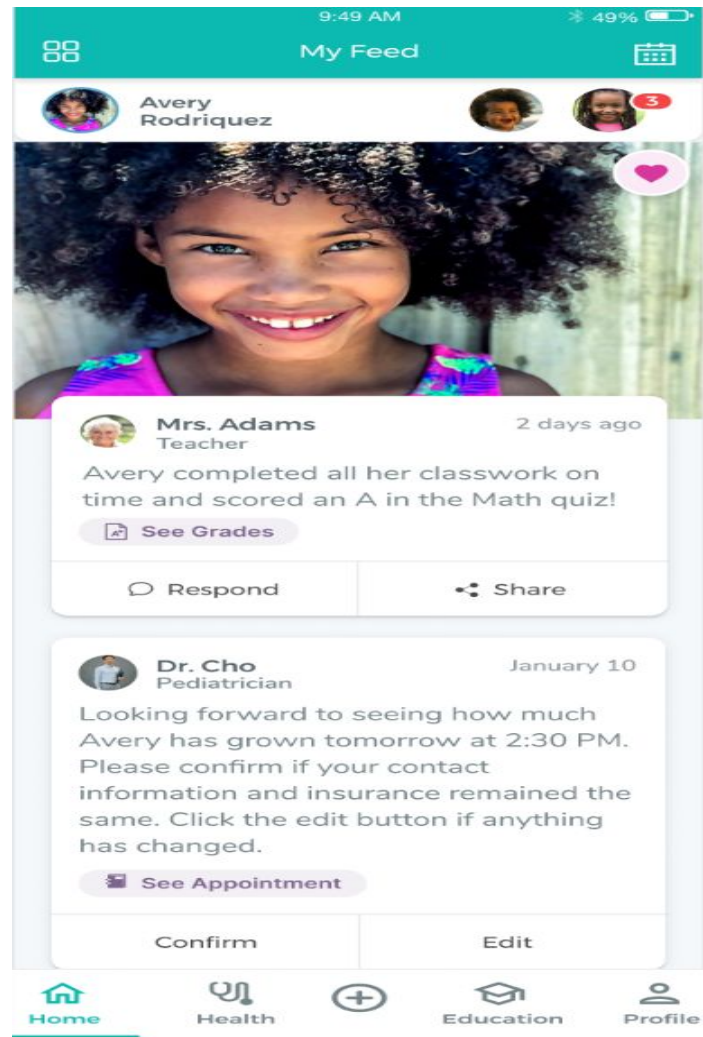 9:49 AM
49%
My Feed
Avery
Rodriquez
3
Mrs. Adams
2 days ago
Teacher
Avery completed all her classwork on
time and scored an A in the Math quiz!
See Grades
Respond
Share
Dr. Cho
January 10
Pediatrician
Looking forward to seeing how much
Avery has grown tomorrow at 2:30 PM.
Please confirm if your contact
information and insurance remained the
same. Click the edit button if anything
has changed.
See Appointment
Confirm
Edit
Home
Health
Education
Profile